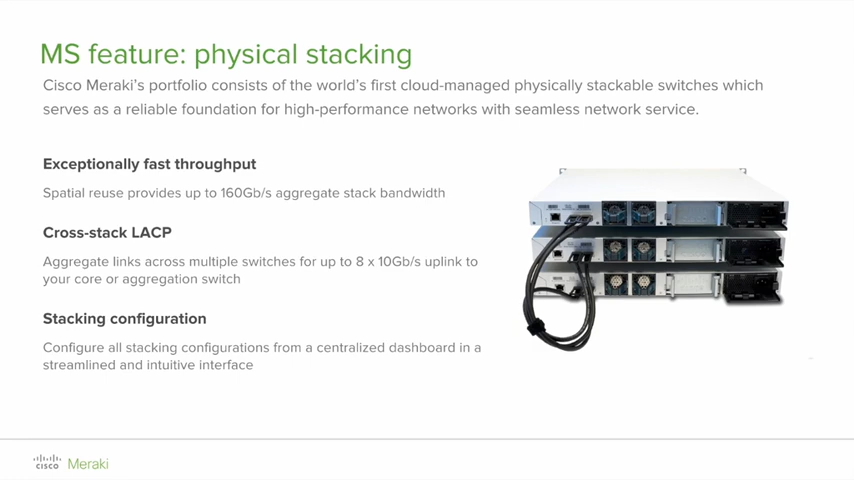 MS feature: physical stacking
Cisco Meraki’s portfolio consists of the world’s first cloud-managed physically stackable switches which
serves as a reliable foundation for high-performance networks with seamless network service.
Exceptionally fast throughput
Spatial reuse provides up to 160Gb/s aggregate stack bandwidth
Cross-stack LACP
Aggregate links across multiple switches for up to 8 x 10Gb/s uplink to
your core or aggregation switch
Stacking configuration
Configure all stacking configurations from a centralized dashboard in a
streamlined and intuitive interface
CISCO Meraki